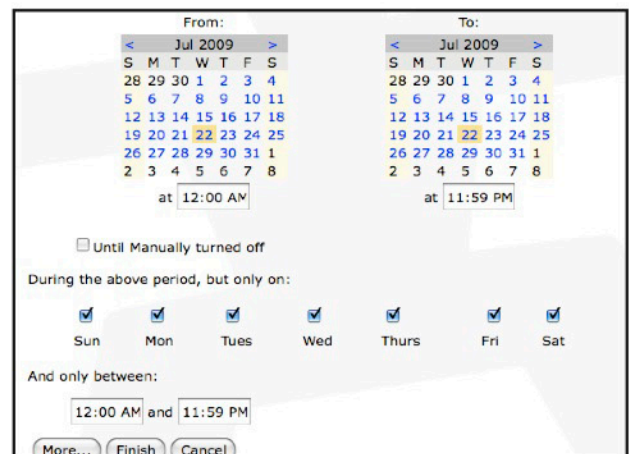 From: To:
< Jul 2009 > < Jul 2009 >
S M T W T F S S M T W T F S
28 29 30 1 2 3 4 28 29 30 1 2 3 4
5 6 7 8 9 10 11 5 6 7 8 9 10 11
12 13 14 15 16 17 18 12 13 14 15 16 17 18
19 20 21 22 23 24 25 19 20 21 22 23 24 25
26 27 28 29 30 31 1 26 27 28 29 30 31 1
2 3 4 5 6 7 8 2 3 4 5 6 7 8
at 12:00 AM at 11:59 PM
Until Manually turned off
During the above period, but only on:
Sun Mon Tues Wed Thurs Fri Sat
And only between:
12:00 AM and 11:59 PM
More... Finish Cancel